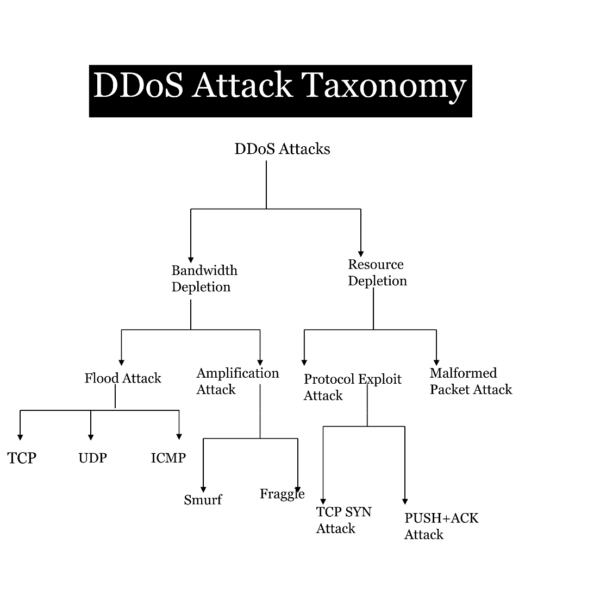 DDoS Attack Taxonomy
DDoS Attacks
Bandwidth
Depletion
Resource
Depletion
Flood Attack
Amplification
Attack
Protocol Exploit
Attack
Malformed
Packet Attack
TCP
UDP
ICMP
Smurf
Fraggle
TCP SYN
Attack
PUSH+ACK
Attack